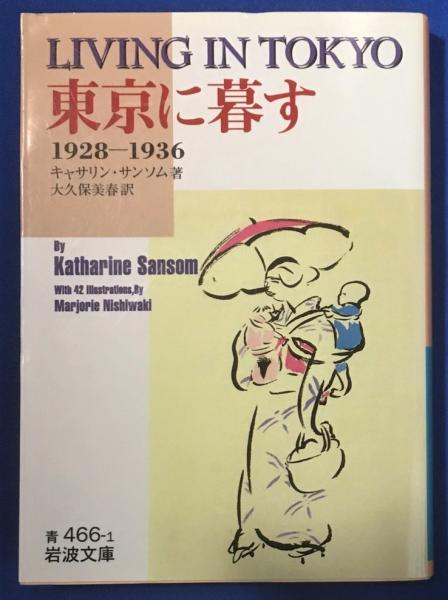 LIVING IN TOKYO
東京に暮す
1928—1936
キャサリン・サンソム著
大久保美春訳
By
Katharine Sansom
With 42 Illustrations,By
Marjorie Nishiwaki
青 466-1
岩波文庫